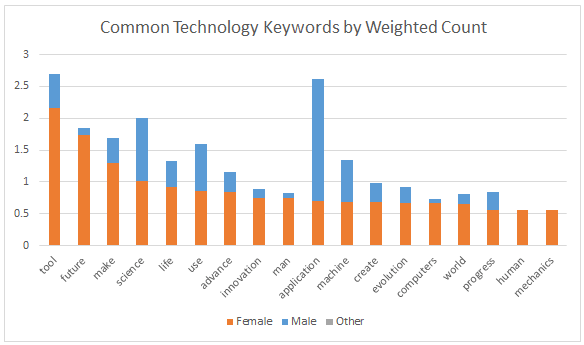 Common Technology Keywords by Weighted Count
3
2.5
2
1.5
1
0.5
0
tool
future
make
science
life
use
advance
innovation
man
application
machine
create
evolution
computers
world
progress
human
mechanics
Female Male Other